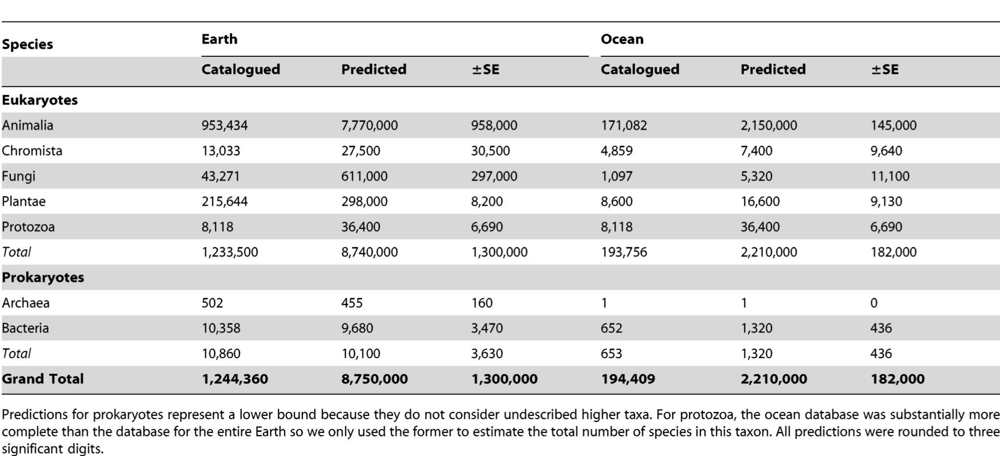 Species Earth Ocean
Catalogued Predicted ±SE Catalogued Predicted ±SE
Eukaryotes
Animalia 953,434 7,770,000 958,000 171,082 2,150,000 145,000
Chromista 13,033 27,500 30,500 4,859 7,400 9,640
Fungi 43,271 611,000 297,000 1,097 5,320 11,100
Plantae 215,644 298,000 8,200 8,600 16,600 9,130
Protozoa 8,118 36,400 6,690 8,118 36,400 6,690
Total 1,233,500 8,740,000 1,300,000 193,756 2,210,000 182,000
Prokaryotes
Archaea 502 455 160 1 1 0
Bacteria 10,358 9,680 3,470 652 1,320 436
Total 10,860 10,100 3,630 653 1,320 436
Grand Total 1,244,360 8,750,000 1,300,000 194,409 2,210,000 182,000
Predictions for prokaryotes represent a lower bound because they do not consider undescribed higher taxa. For protozoa, the ocean database was substantially more
complete than the database for the entire Earth so we only used the former to estimate the total number of species in this taxon. All predictions were rounded to three
significant digits.